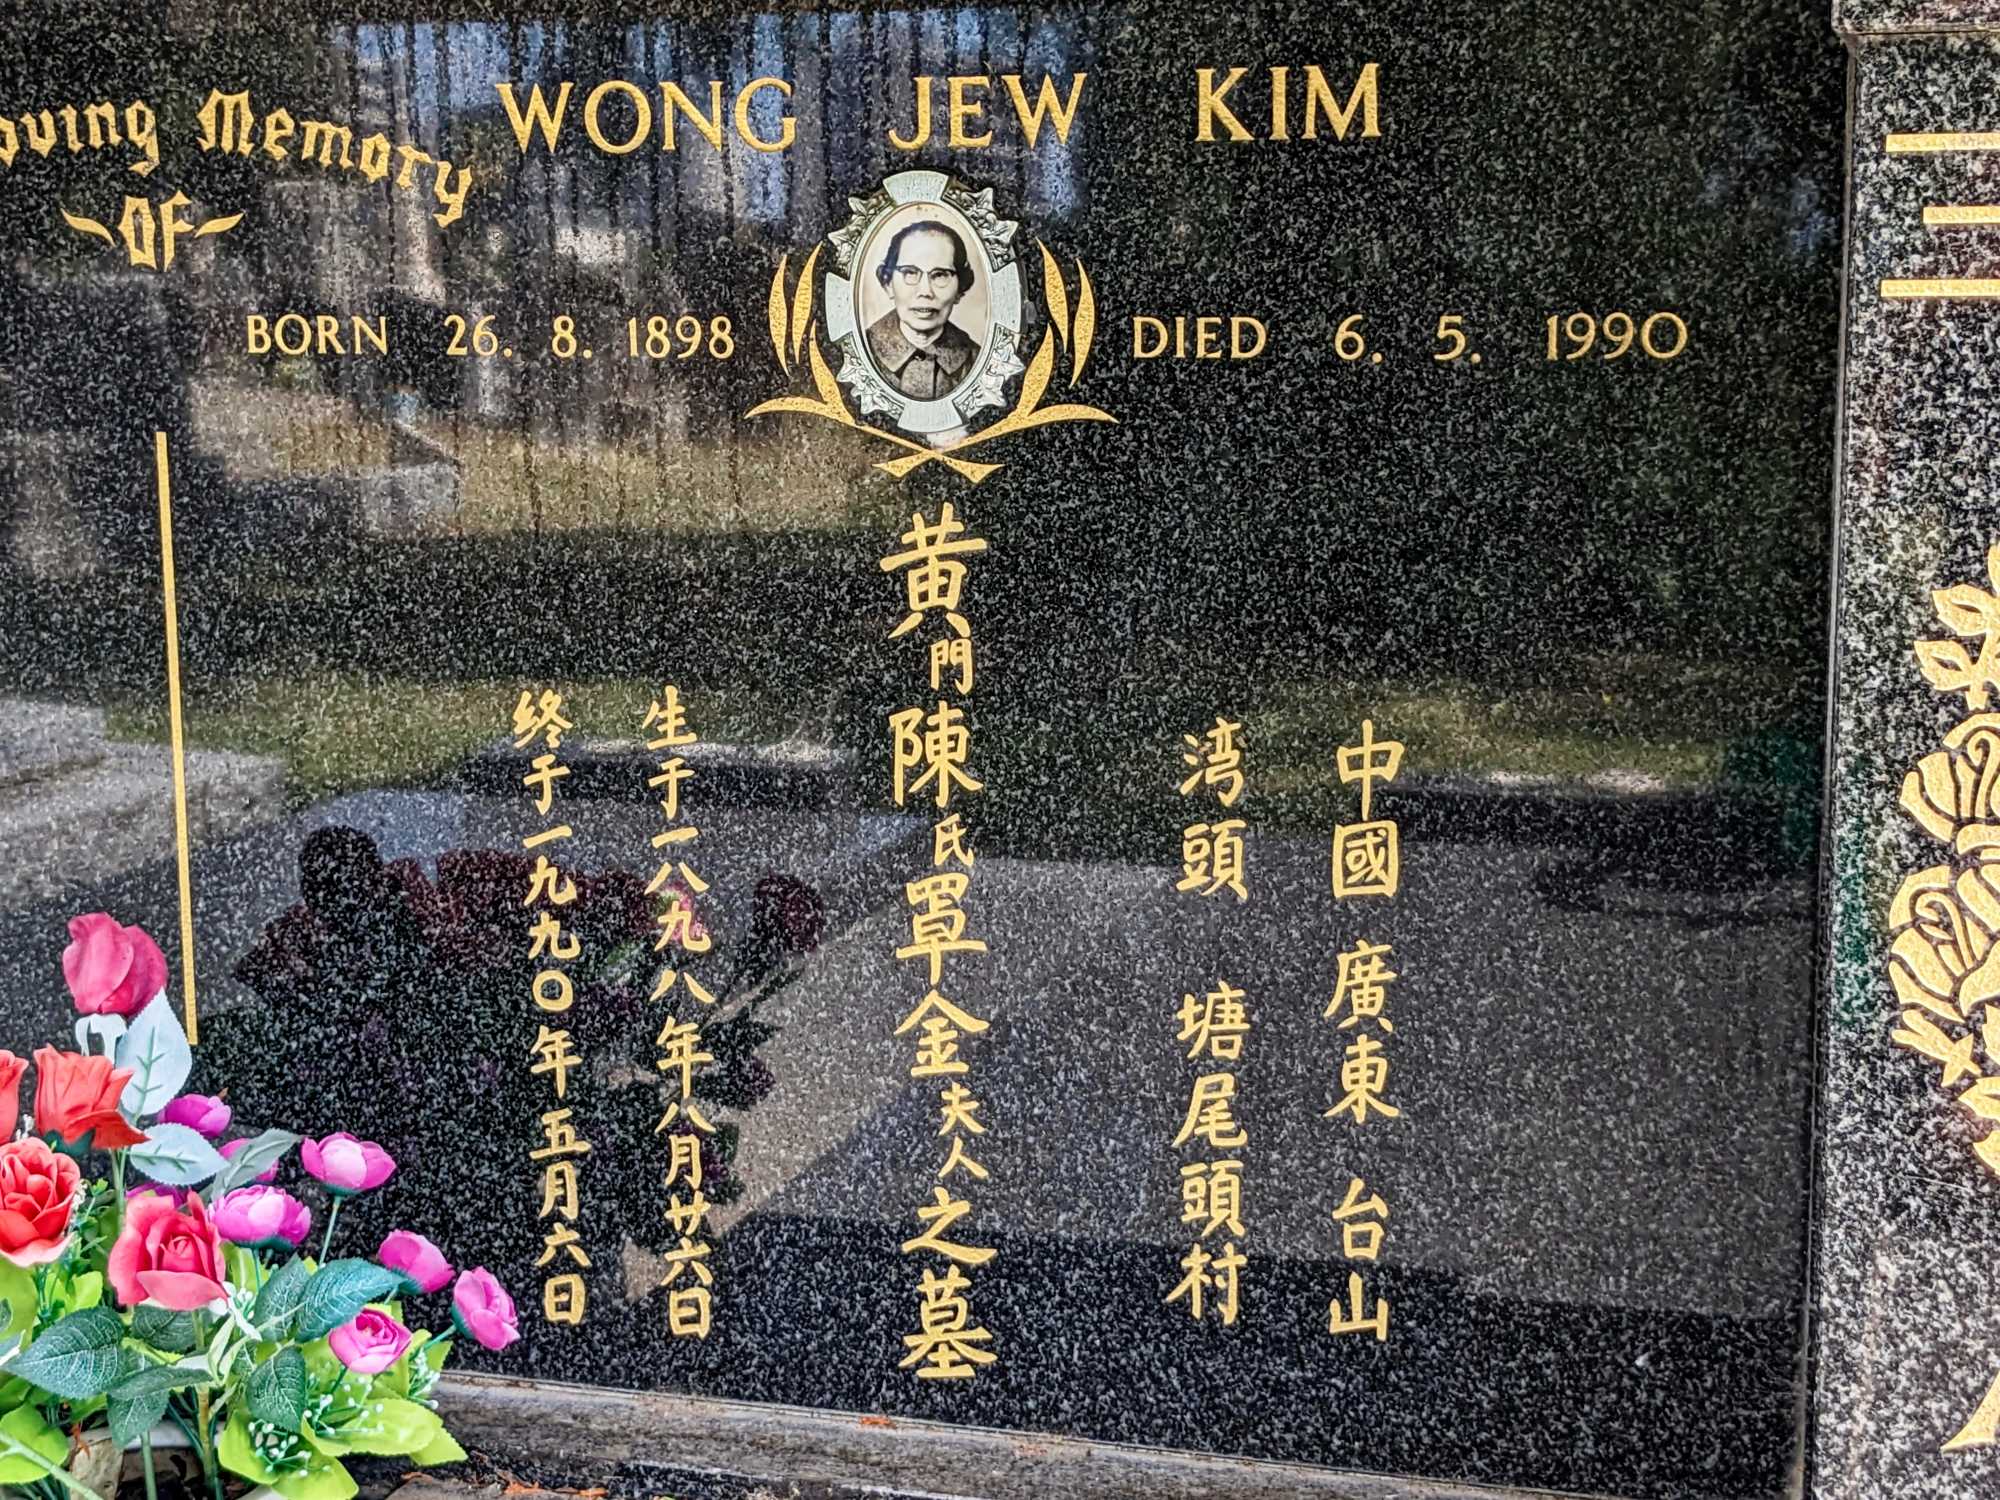 oving Memory
OF
WONG JEW KIM
BORN 26. 8. 1898
DIED 6. 5. 1990
中國 廣東 台山
湾頭 塘尾頭村
黄門陳氏罩金夫人之墓
生于一八九八年八月廿六日
终于一九九〇年五月六日